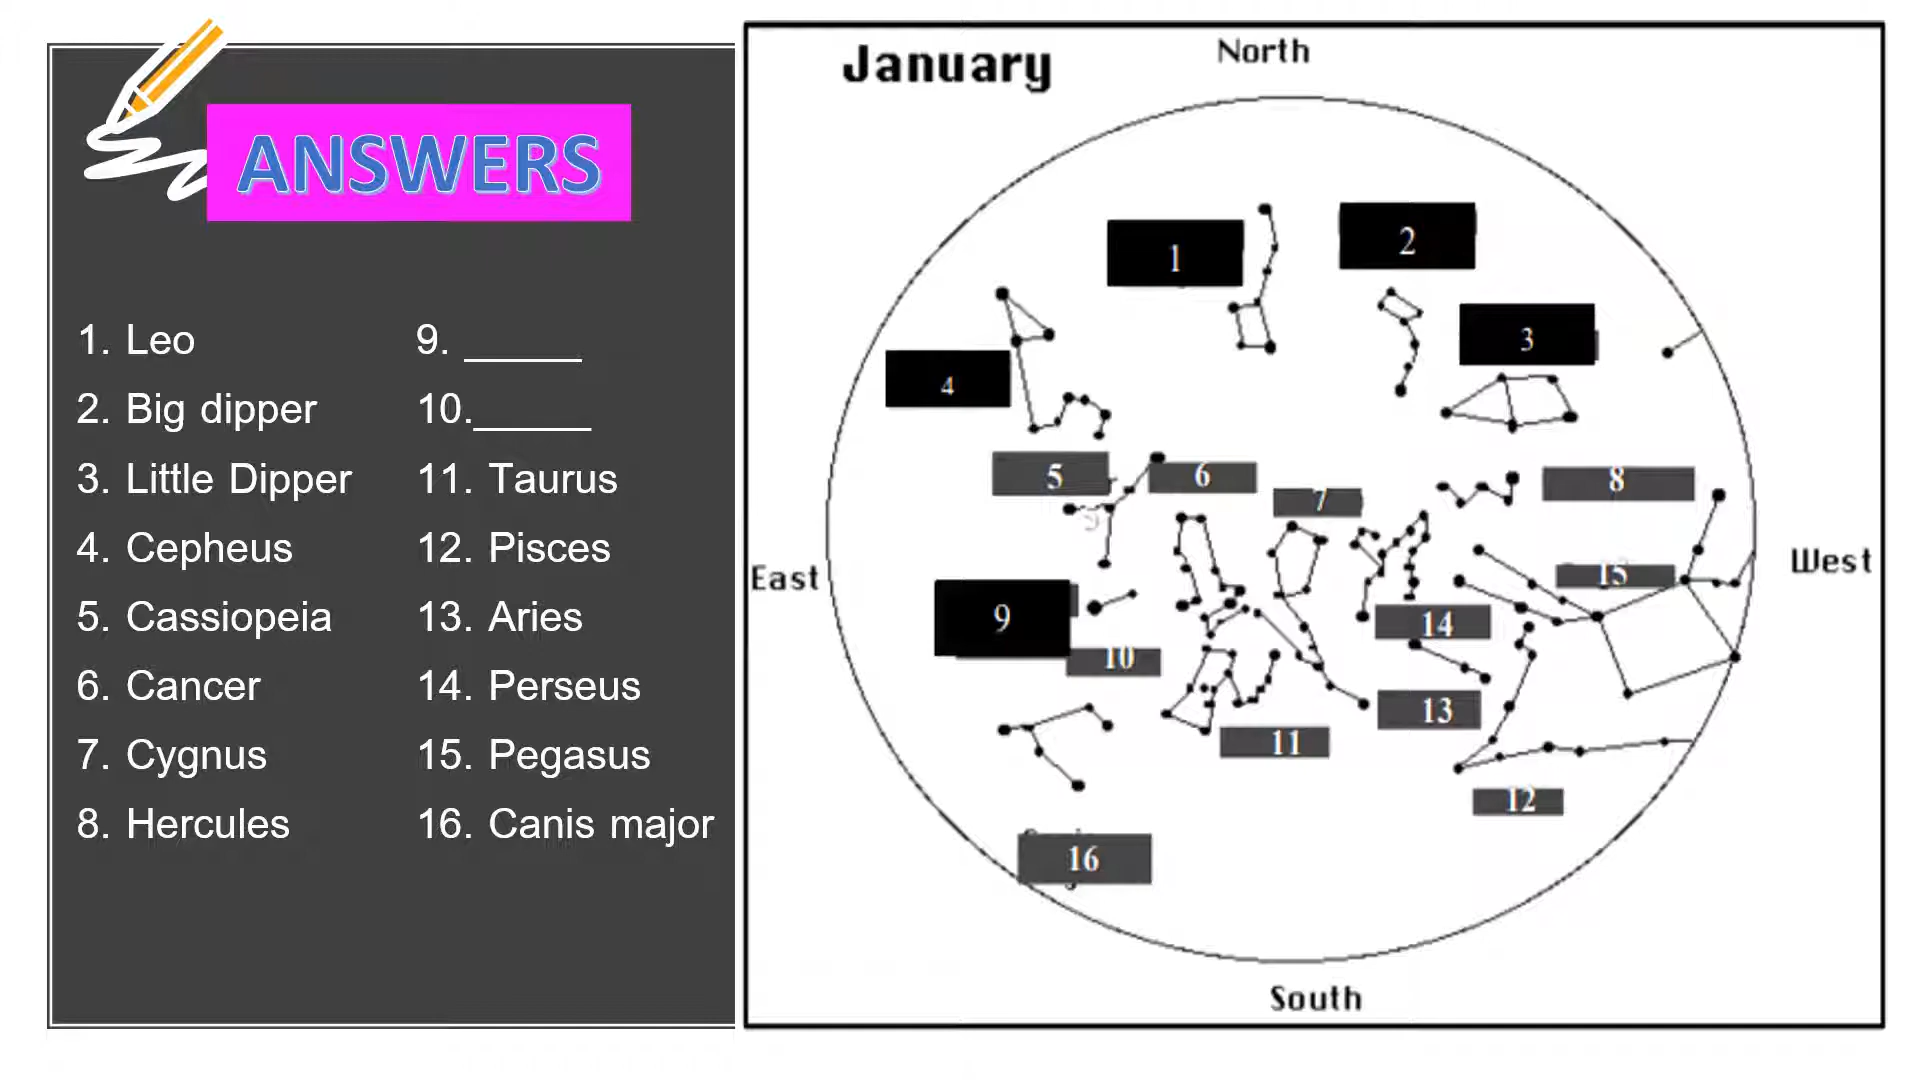 ANSWERS
1. Leo
2. Big dipper
3. Little Dipper
4. Cepheus
5. Cassiopeia
6. Cancer
7. Cygnus
8. Hercules
9. _____
10._____
11. Taurus
12. Pisces
13. Aries
14. Perseus
15. Pegasus
16. Canis major
January
North
1
2
3
4
5
6
7
8
East
West
15
9
14
10
13
11
12
16
South